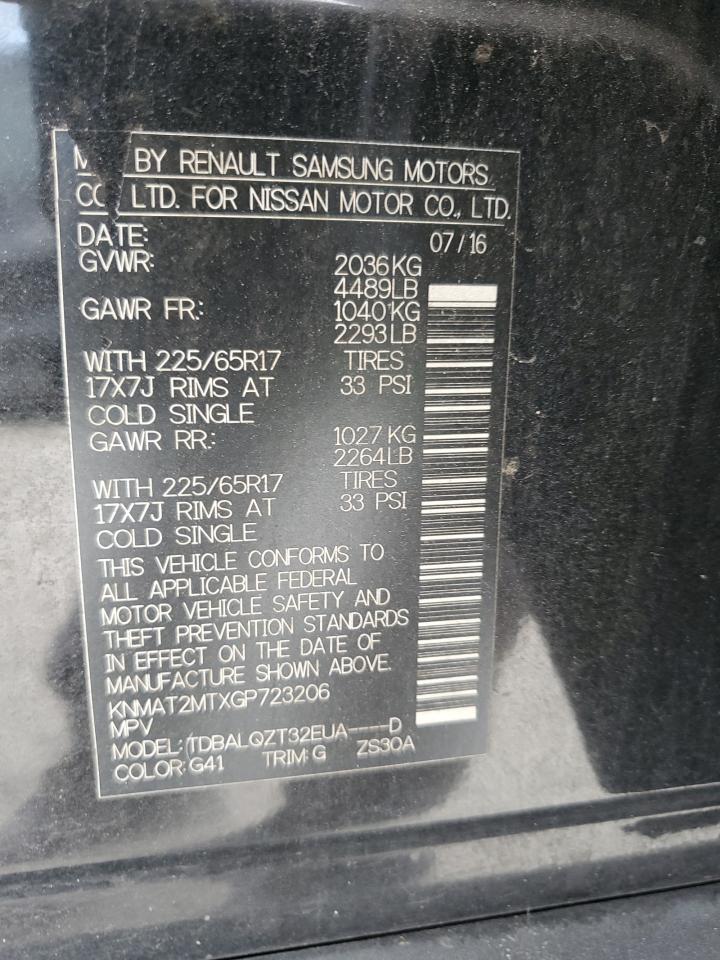 BY RENAULT SAMSUNG MOTORS
LTD. FOR NISSAN MOTOR CO., LTD.
DATE: 07/16
GVWR: 2036KG
4489LB
GAWR FR.: 1040KG
2293LB
WITH 225/65R17 TIRES
17X7J RIMS AT 33 PSI
COLD SINGLE
GAWR RR.: 1027KG
2264LB
WITH 225/65R17 TIRES
17X7J RIMS AT 33 PSI
COLD SINGLE
THIS VEHICLE CONFORMS TO
ALL APPLICABLE FEDERAL
MOTOR VEHICLE SAFETY AND
THEFT PREVENTION STANDARDS
IN EFFECT ON THE DATE OF
MANUFACTURE SHOWN ABOVE.
KNMAT2MTXGP723206
MPV
MODEL: TDBALQZT32EUA----D
COLOR: G41 TRIM: G ZS30A